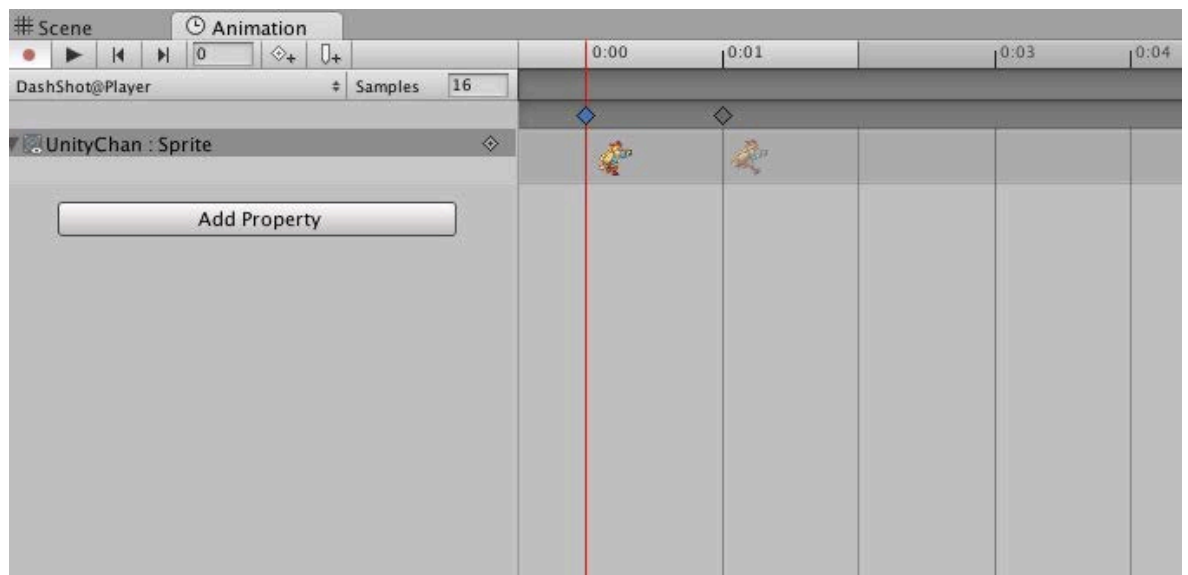 Scene Animation
0 0:00 0:01 0:03 0:04
DashShot@Player Samples 16
UnityChan : Sprite
Add Property